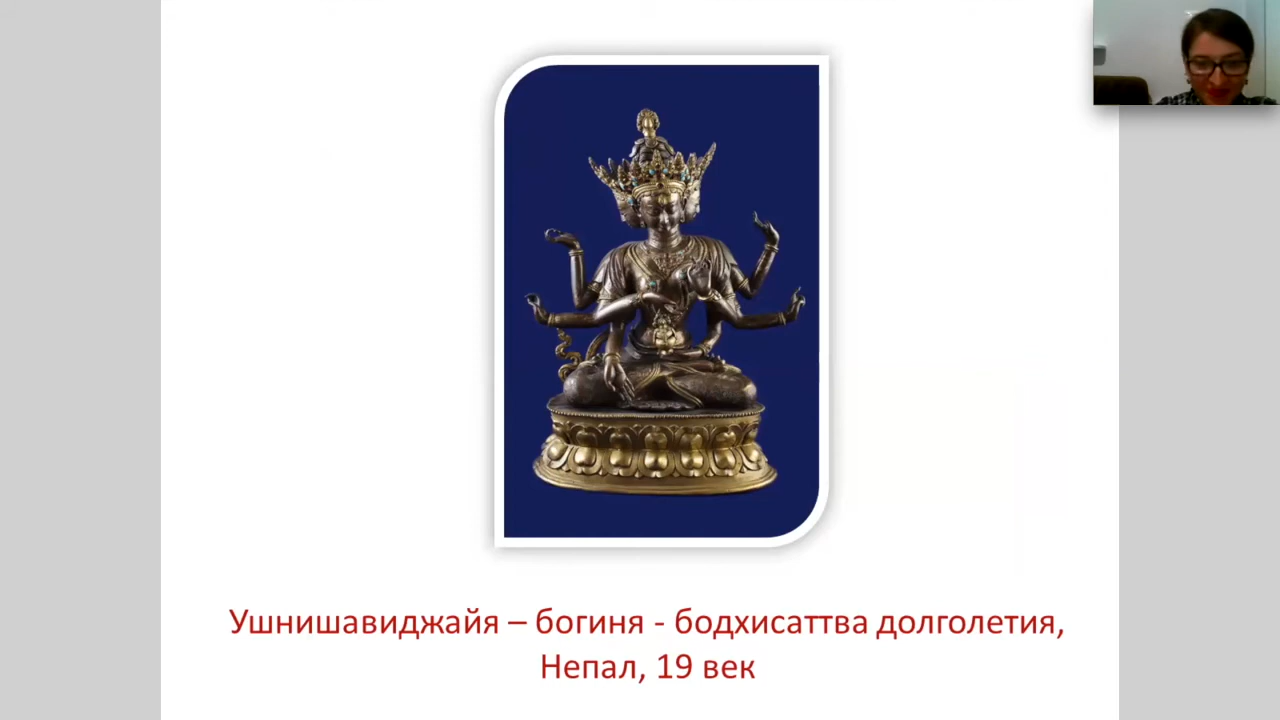 Ушнишавиджайя – богиня - бодхисаттва долголетия,
Непал, 19 век